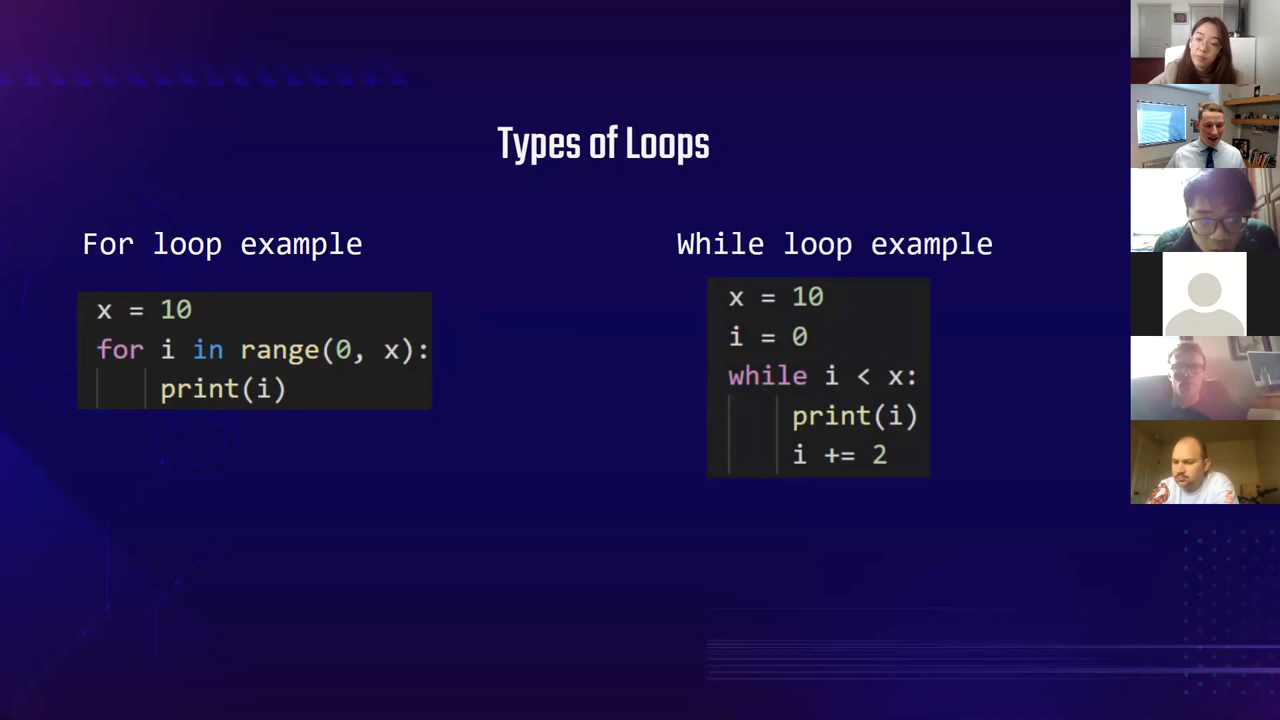 Types of Loops
For loop example
x = 10
for i in range(0, x):
print(i)
While loop example
x = 10
i = 0
while i < x:
print(i)
i += 2